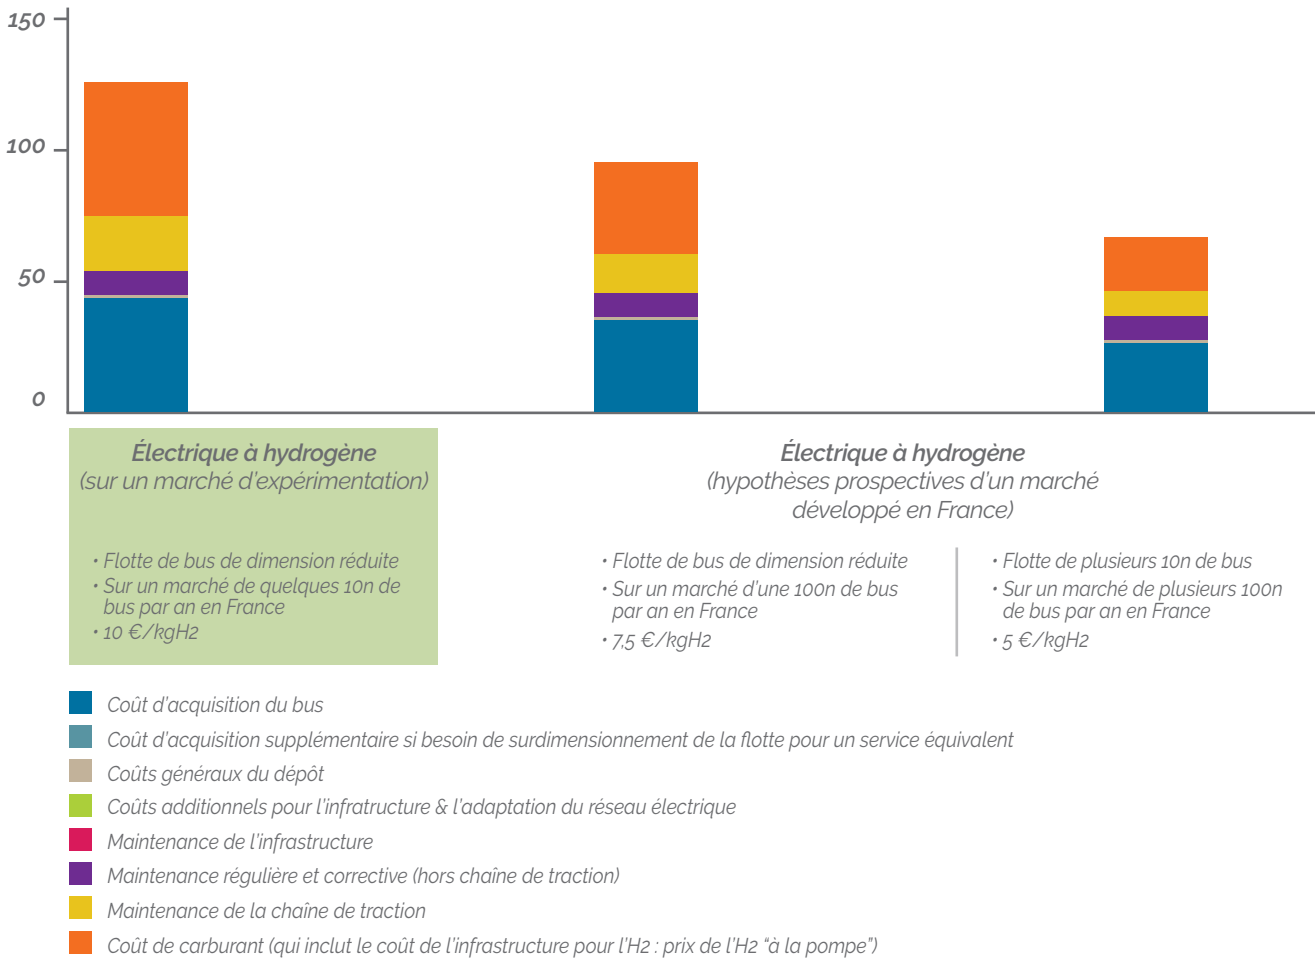 150
100
50
0
Électrique à hydrogène
(sur un marché d'expérimentation)
• Flotte de bus de dimension réduite
• Sur un marché de quelques 10n de
bus par an en France
• 10 €/kgH2
Électrique à hydrogène
(hypothèses prospectives d'un marché
développé en France)
• Flotte de bus de dimension réduite
• Sur un marché d'une 100n de bus
par an en France
• 7,5 €/kgH2
• Flotte de plusieurs 10n de bus
• Sur un marché de plusieurs 100n
de bus par an en France
• 5 €/kgH2
Coût d'acquisition du bus
Coût d'acquisition supplémentaire si besoin de surdimensionnement de la flotte pour un service équivalent
Coûts généraux du dépôt
Coûts additionnels pour l'infratructure & l'adaptation du réseau électrique
Maintenance de l'infrastructure
Maintenance régulière et corrective (hors chaîne de traction)
Maintenance de la chaîne de traction
Coût de carburant (qui inclut le coût de l'infrastructure pour l'H2 : prix de l'H2 "à la pompe")